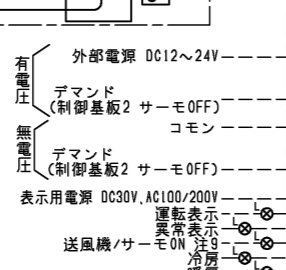 有電圧
外部電源 DC12～24V
デマンド
(制御基板2 サーモOFF)
無電圧
コモン
デマンド
(制御基板2 サーモOFF)
表示用電源 DC30V,AC100/200V
運転表示
異常表示
送風機/サーモON 注9
冷房
暖房